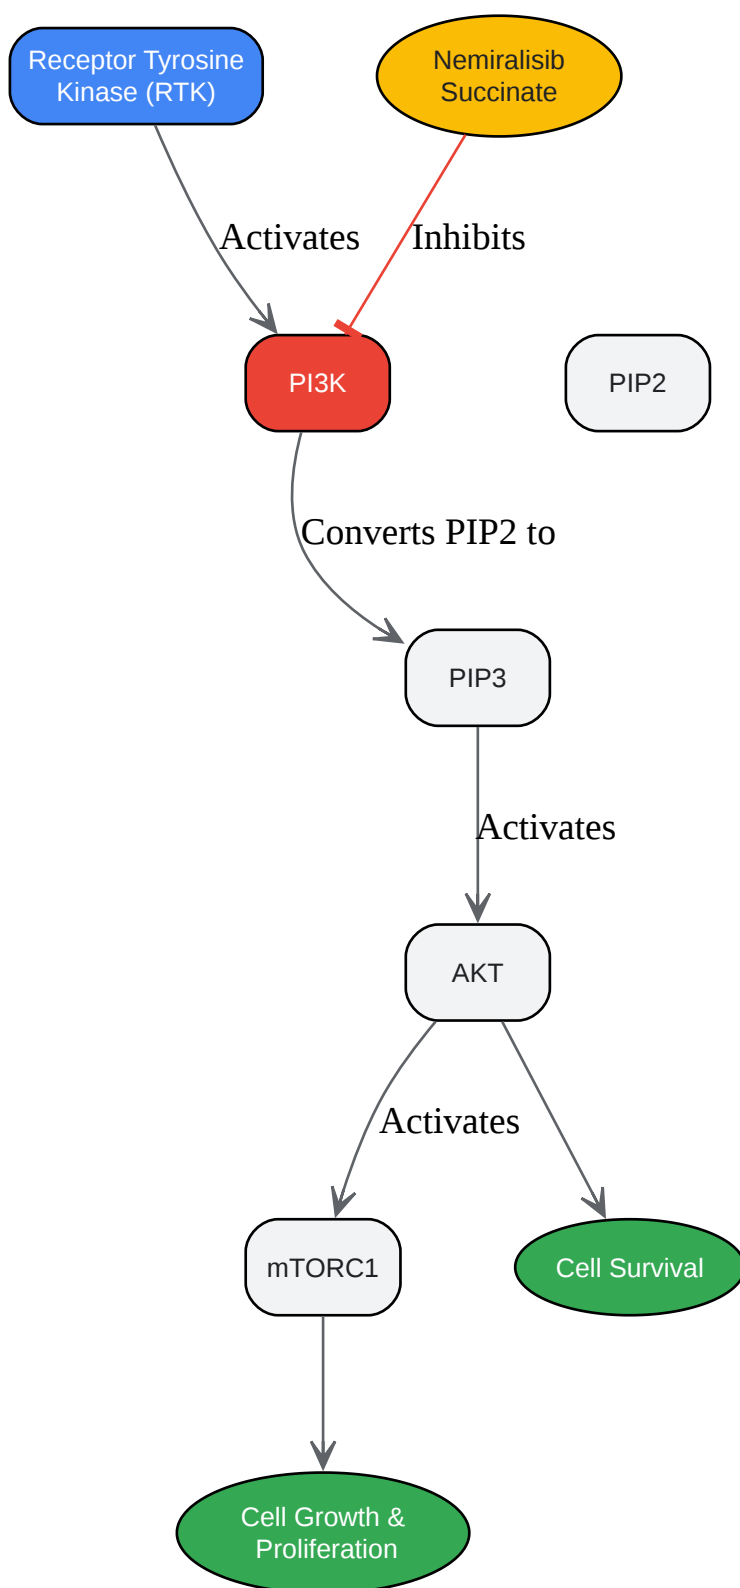 Receptor Tyrosine
Kinase (RTK)
Nemiralisib
Succinate
Activates
Inhibits
PI3K
PIP2
Converts PIP2 to
PIP3
Activates
AKT
Activates
mTORC1
Cell Survival
Cell Growth &
Proliferation